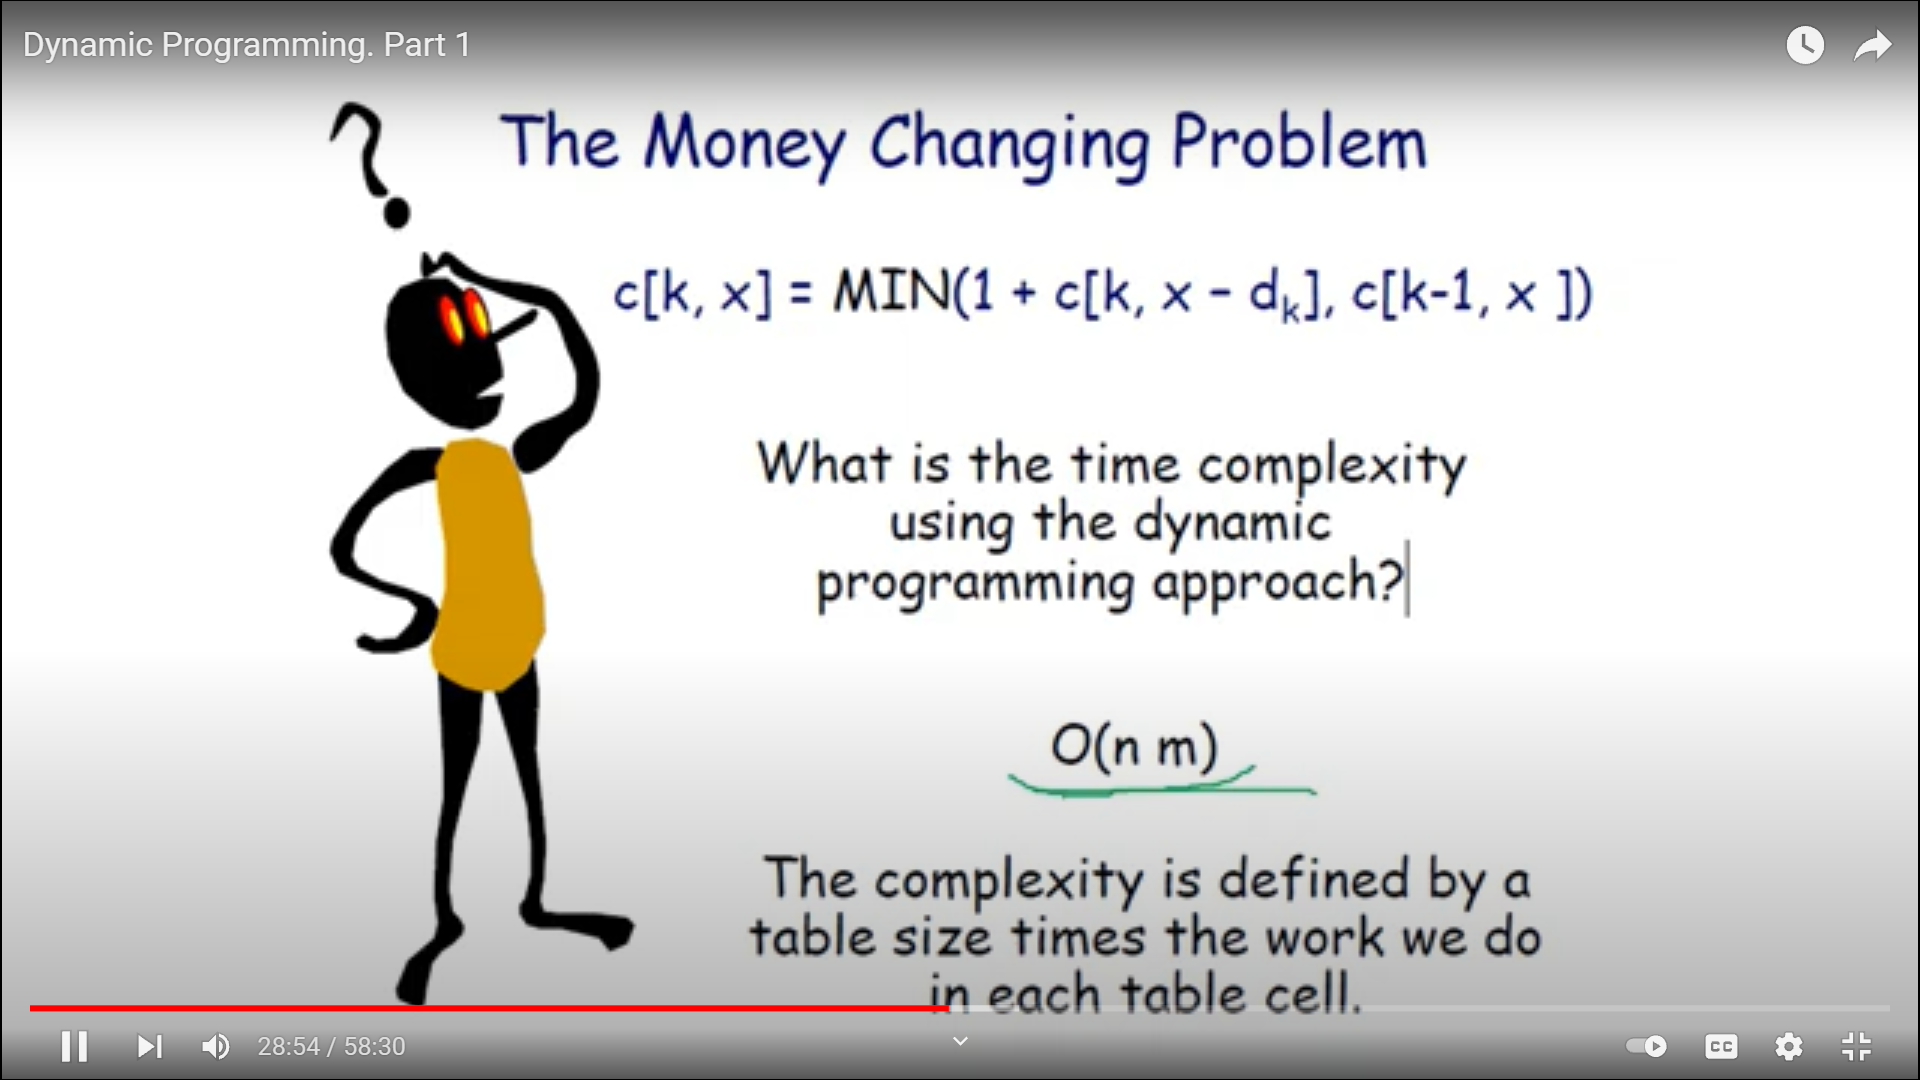 Dynamic Programming. Part 1
?
The Money Changing Problem
c[k, x] = MIN(1 + c[k, x - dₖ], c[k-1, x ])
What is the time complexity
using the dynamic
programming approach?
O(n m)
The complexity is defined by a
table size times the work we do
in each table cell.
28:54 / 58:30
CC